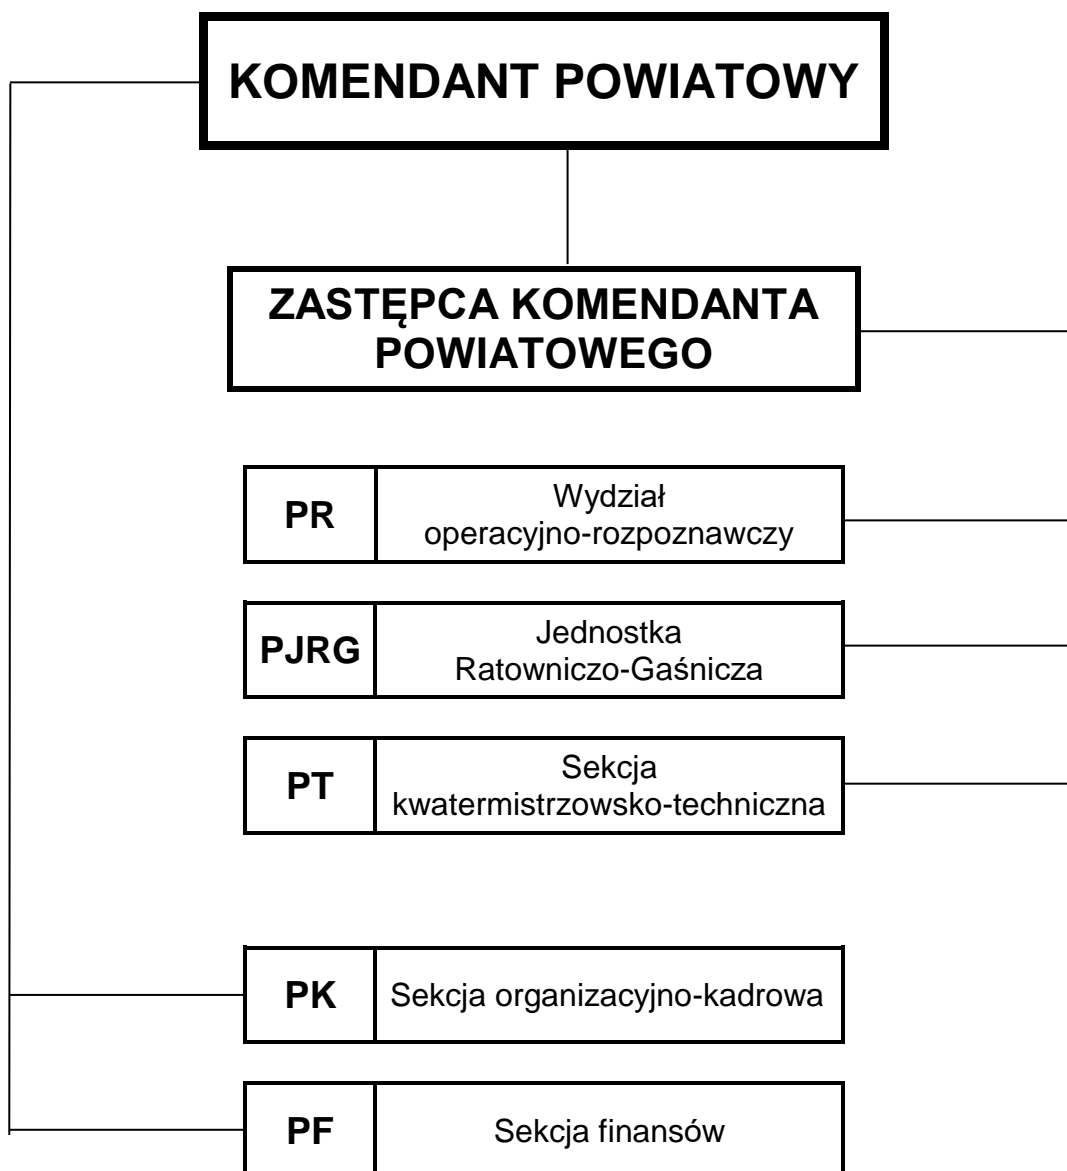 KOMENDANT POWIATOWY
ZASTĘPCA KOMENDANTA
POWIATOWEGO
PR
Wydział
operacyjno-rozpoznawczy
PJRG
Jednostka
Ratowniczo-Gaśnicza
PT
Sekcja
kwatermistrzowsko-techniczna
PK
Sekcja organizacyjno-kadrowa
PF
Sekcja finansów